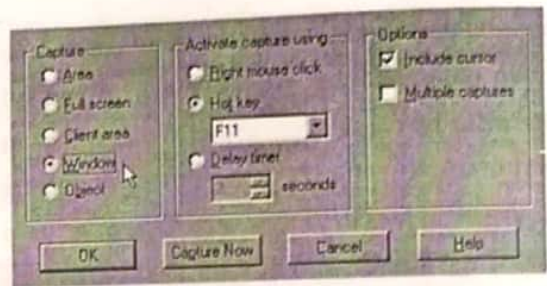 Capture
Area
Full screen
Client area
Window
Object
Activate capture using
Right mouse click
Hot key
F11
Delay timer
seconds
Options
Include cursor
Multiple captures
OK
Capture Now
Cancel
Help